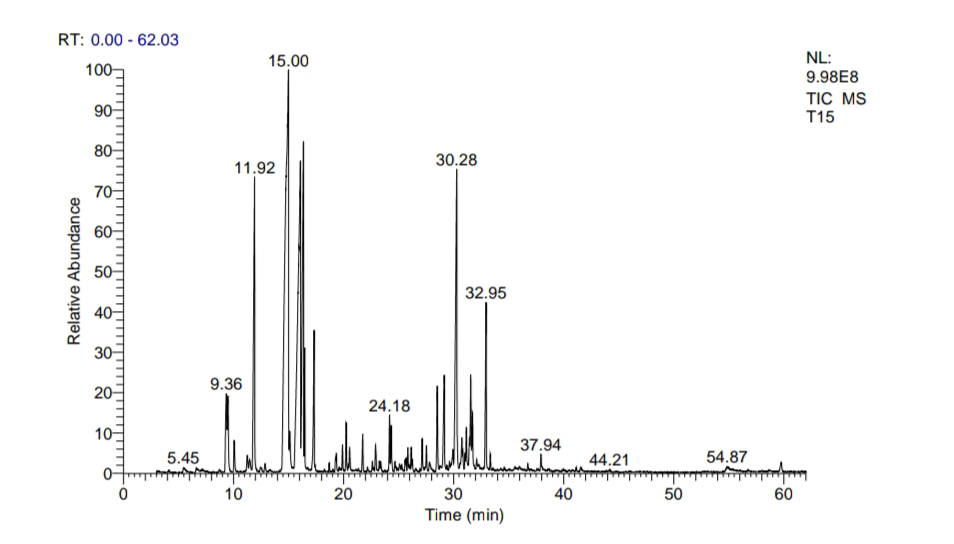 RT: 0.00 - 62.03
NL:
9.98E8
TIC MS
T15
15.00
11.92
30.28
32.95
9.36
24.18
5.45
37.94
44.21
54.87
Relative Abundance
100
90
80
70
60
50
40
30
20
10
0
0 10 20 30 40 50 60
Time (min)